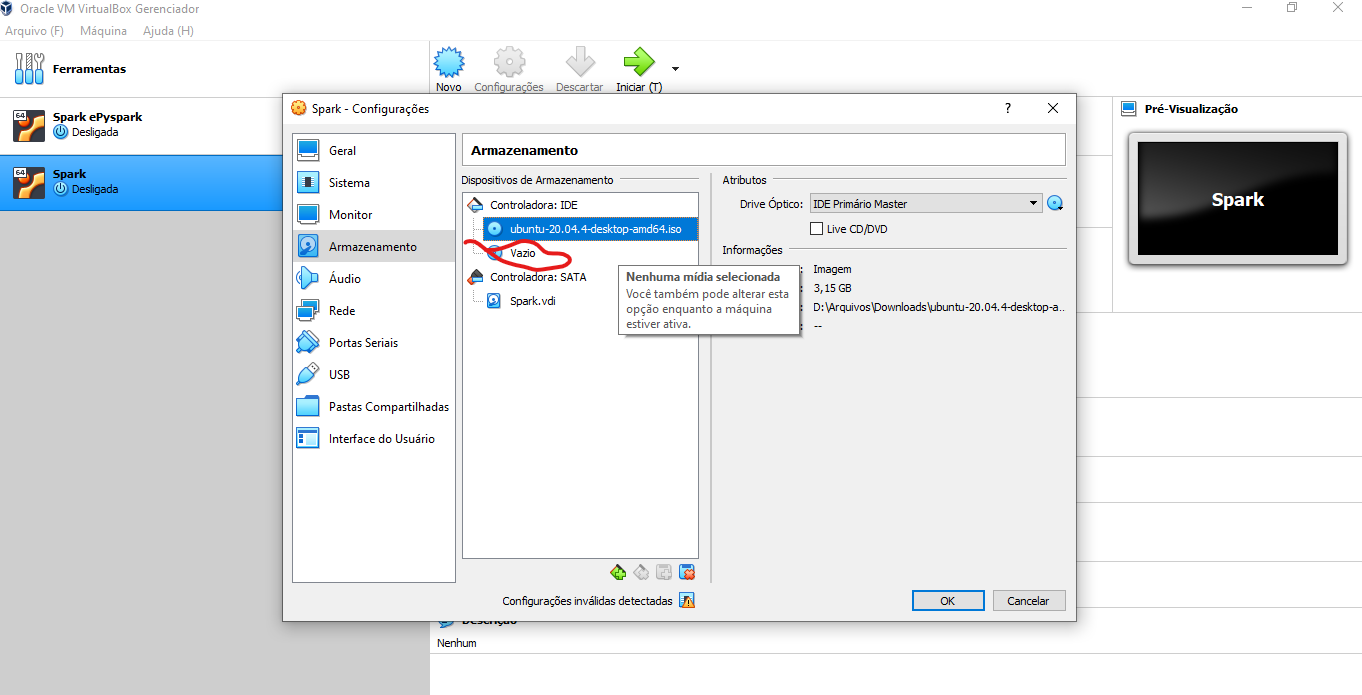 Oracle VM VirtualBox Gerenciador
Arquivo (F) Máquina Ajuda (H)
Ferramentas
Novo Configurações Descartar Iniciar (T)
Spark ePyspark
64
Desligada
Spark
64
Desligada
Pré-Visualização
Spark
Spark - Configurações
?
Geral
Sistema
Monitor
Armazenamento
Áudio
Rede
Portas Seriais
USB
Pastas Compartilhadas
Interface do Usuário
Armazenamento
Dispositivos de Armazenamento
Controladora: IDE
ubuntu-20.04.4-desktop-amd64.iso
Vazio
Controladora: SATA
Spark.vdi
Nenhuma mídia selecionada
Você também pode alterar esta
opção enquanto a máquina
estiver ativa.
Atributos
Drive Óptico: IDE Primário Master
Live CD/DVD
Informações
: Imagem
: 3,15 GB
: D:\Arquivos\Downloads\ubuntu-20.04.4-desktop-a...
: --
Configurações inválidas detectadas
OK Cancelar
Descrição
Nenhum